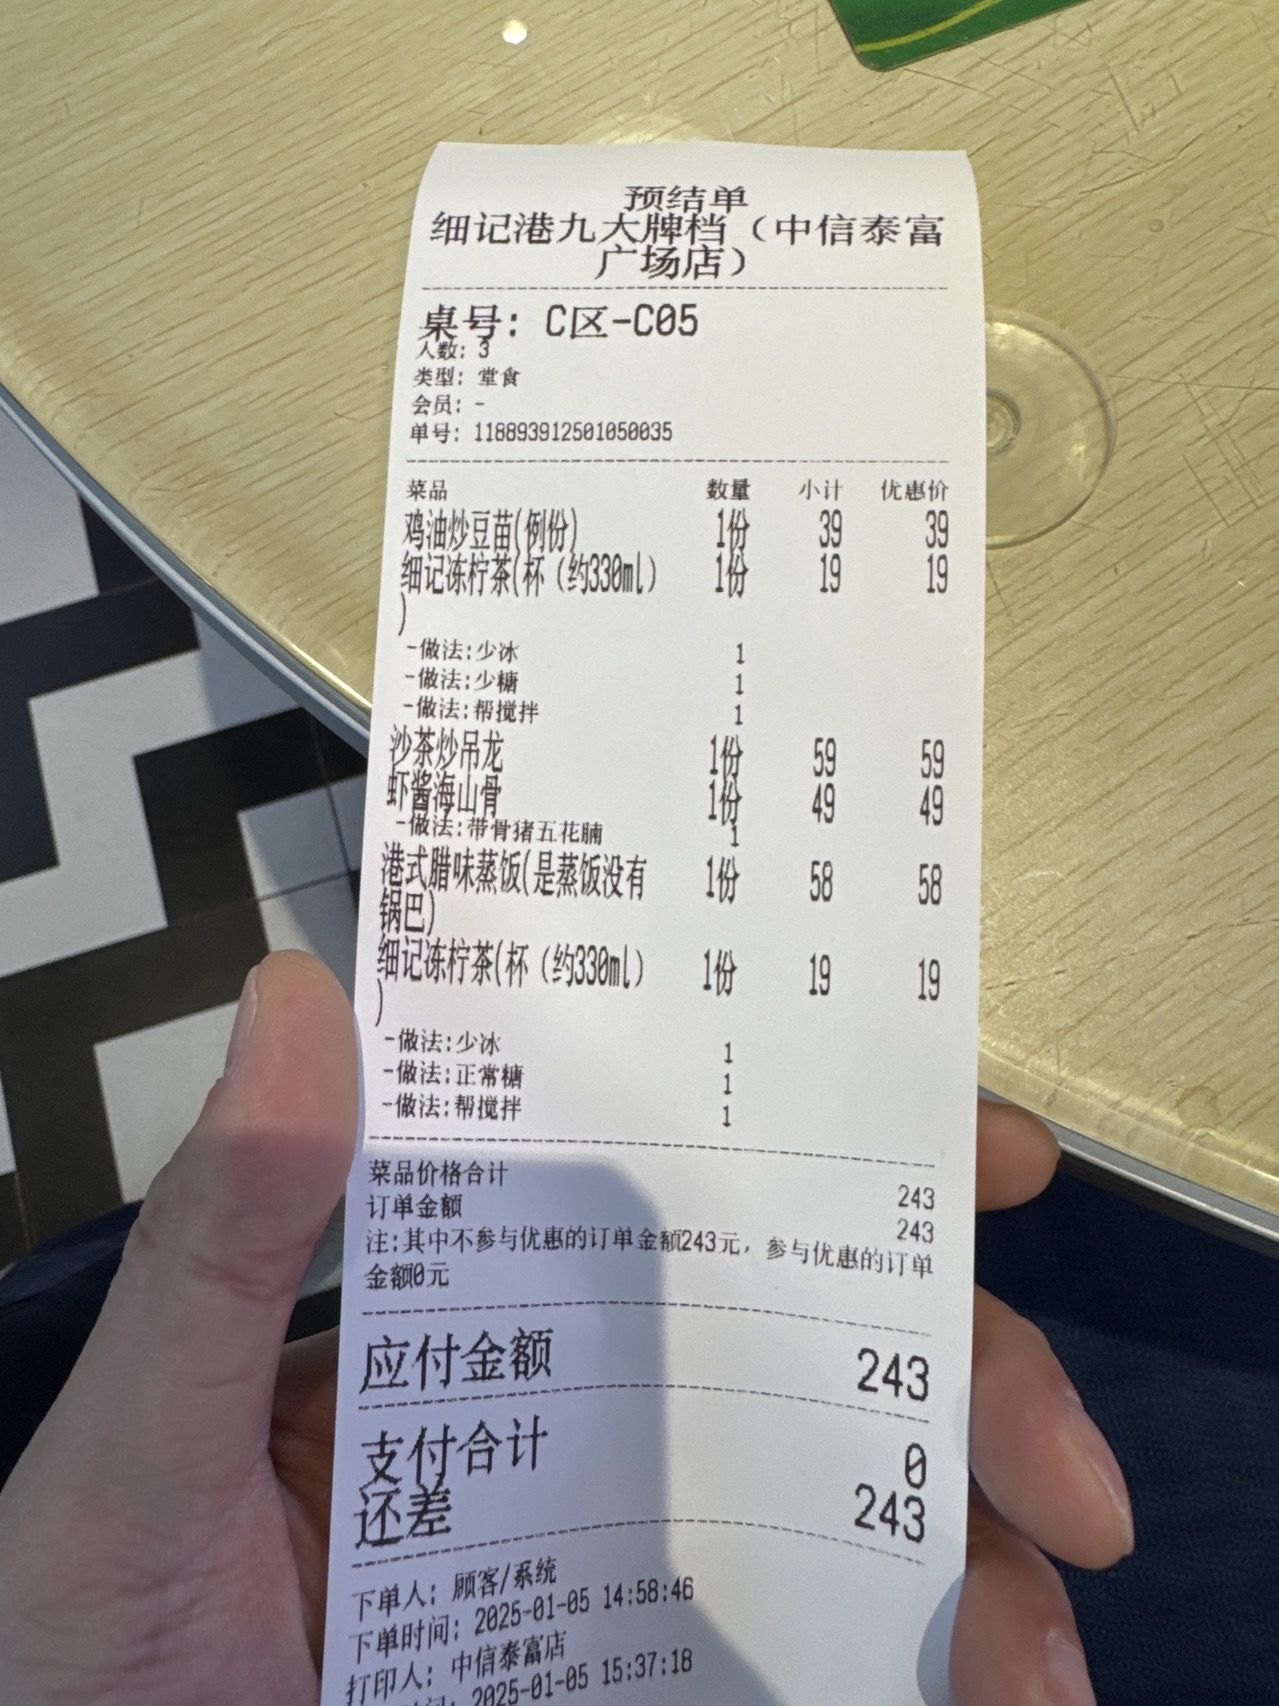 预结单
细记港九大牌档（中信泰富
广场店）
桌号: C区-C05
人数: 3
类型: 堂食
会员: -
单号: 118893912501050035
菜品 数量 小计 优惠价
鸡油炒豆苗(例份) 1份 39 39
细记冻柠茶(杯（约330ml） 1份 19 19
)
-做法:少冰 1
-做法:少糖 1
-做法:帮搅拌 1
沙茶炒吊龙 1份 59 59
虾酱海山骨 1份 49 49
-做法:带骨猪五花腩 1
港式腊味蒸饭(是蒸饭没有 1份 58 58
锅巴)
细记冻柠茶(杯（约330ml） 1份 19 19
)
-做法:少冰 1
-做法:正常糖 1
-做法:帮搅拌 1
菜品价格合计 243
订单金额 243
注:其中不参与优惠的订单金额243元，参与优惠的订单
金额0元
应付金额 243
支付合计 0
还差 243
下单人: 顾客/系统
下单时间: 2025-01-05 14:58:46
打印人: 中信泰富店
时间: 2025-01-05 15:37:18